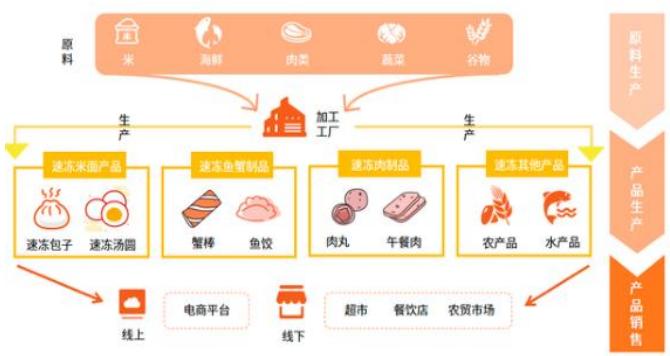 原料
米
米
海鲜
肉类
蔬菜
谷物
原料生产
生产
加工
工厂
生产
速冻米面产品
速冻鱼蟹制品
速冻肉制品
速冻其他产品
速冻包子
速冻汤圆
蟹棒
鱼饺
肉丸
午餐肉
农产品
水产品
产品生产
线上
电商平台
线下
超市
餐饮店
农贸市场
产品销售